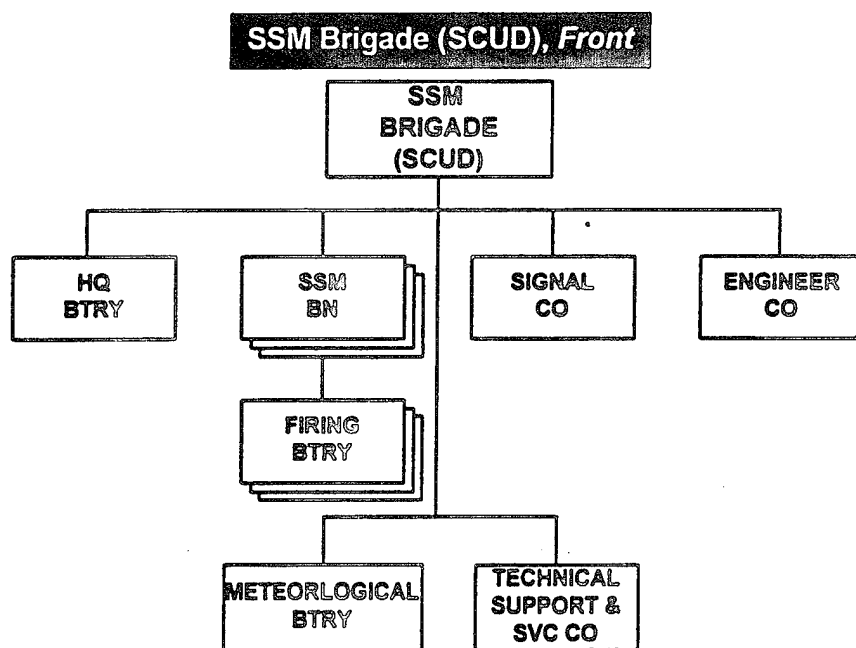 SSM Brigade (SCUD), Front
SSM
BRIGADE
(SCUD)
HQ
BTRY
SSM
BN
SIGNAL
CO
ENGINEER
CO
FIRING
BTRY
METEORLOGICAL
BTRY
TECHNICAL
SUPPORT &
SVC CO